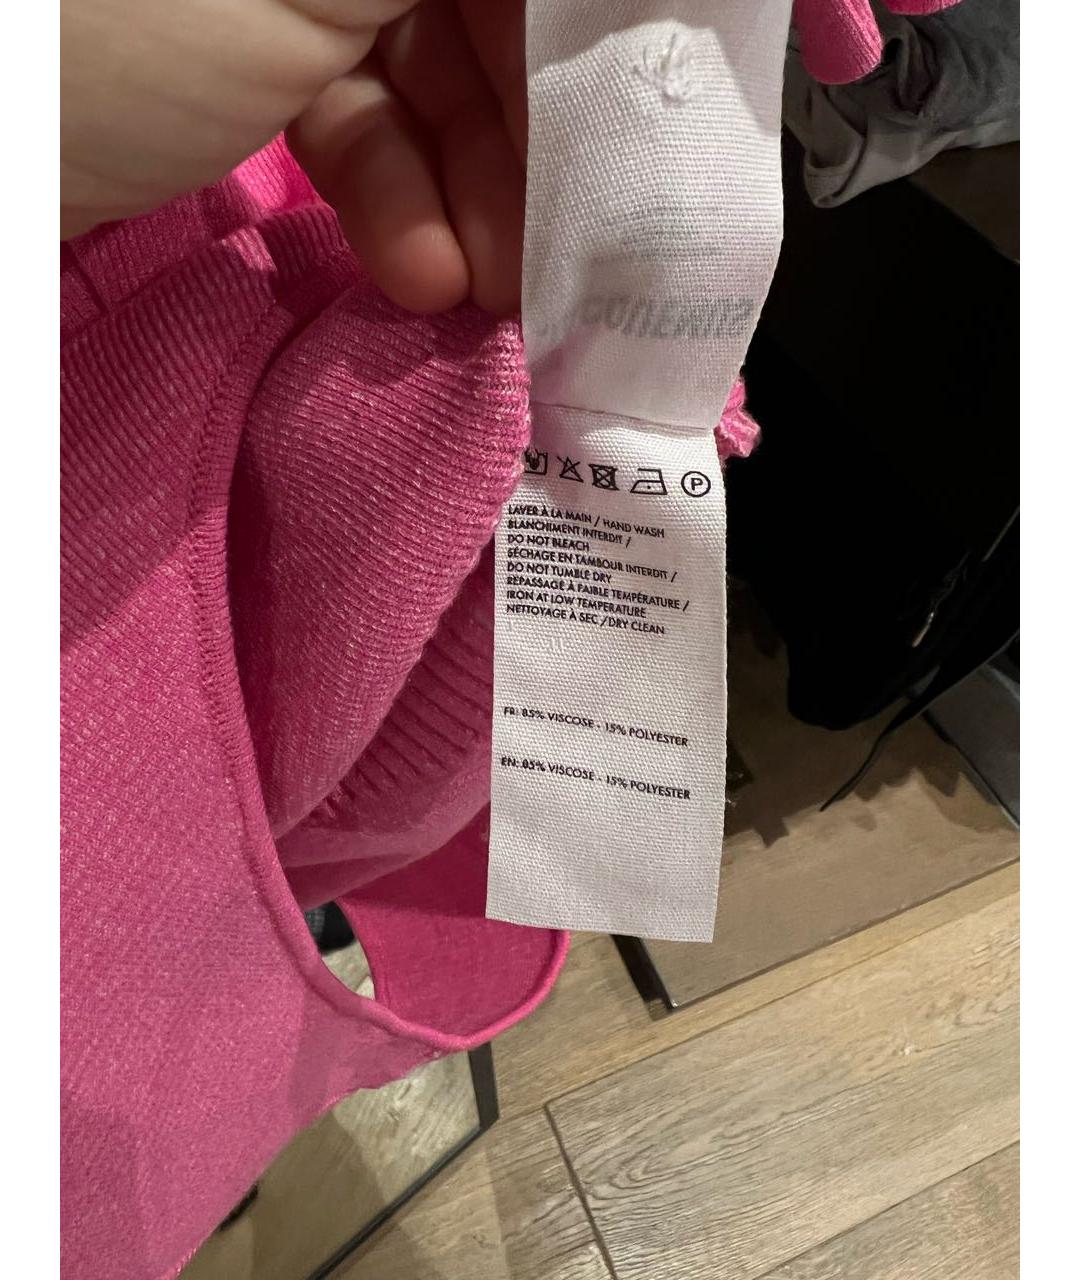 P
LAVER À LA MAIN / HAND WASH
BLANCHIMENT INTERDIT /
DO NOT BLEACH
SÉCHAGE EN TAMBOUR INTERDIT /
DO NOT TUMBLE DRY
REPASSAGE À FAIBLE TEMPÉRATURE /
IRON AT LOW TEMPERATURE
NETTOYAGE À SEC / DRY CLEAN
FR: 85% VISCOSE - 15% POLYESTER
EN: 85% VISCOSE - 15% POLYESTER